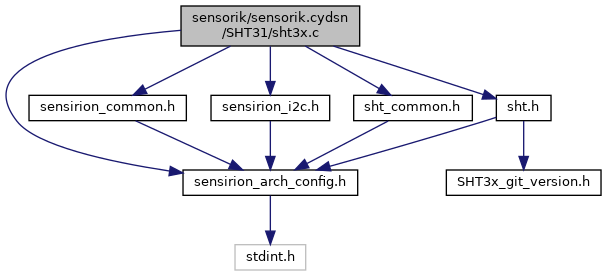 sensorik/sensorik.cydsn
/SHT31/sht3x.c
sensirion_common.h
sensirion_i2c.h
sht_common.h
sht.h
sensirion_arch_config.h
SHT3x_git_version.h
stdint.h